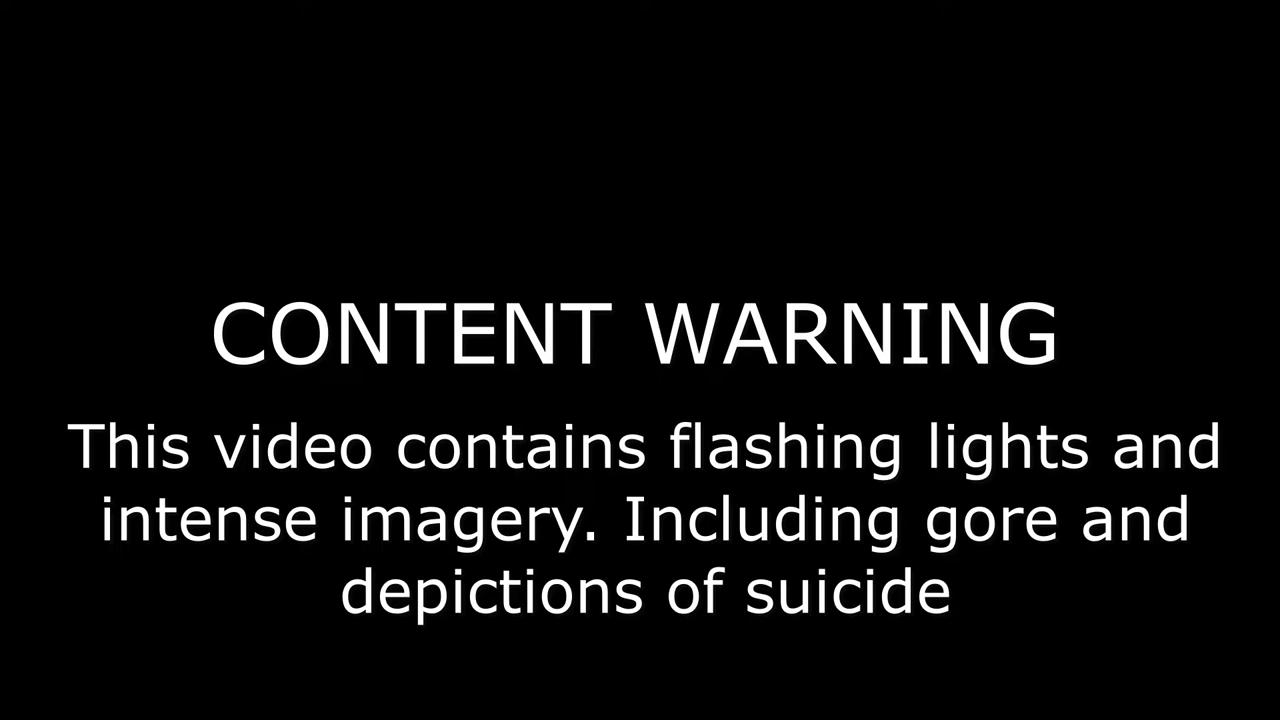 CONTENT WARNING
This video contains flashing lights and
intense imagery. Including gore and
depictions of suicide